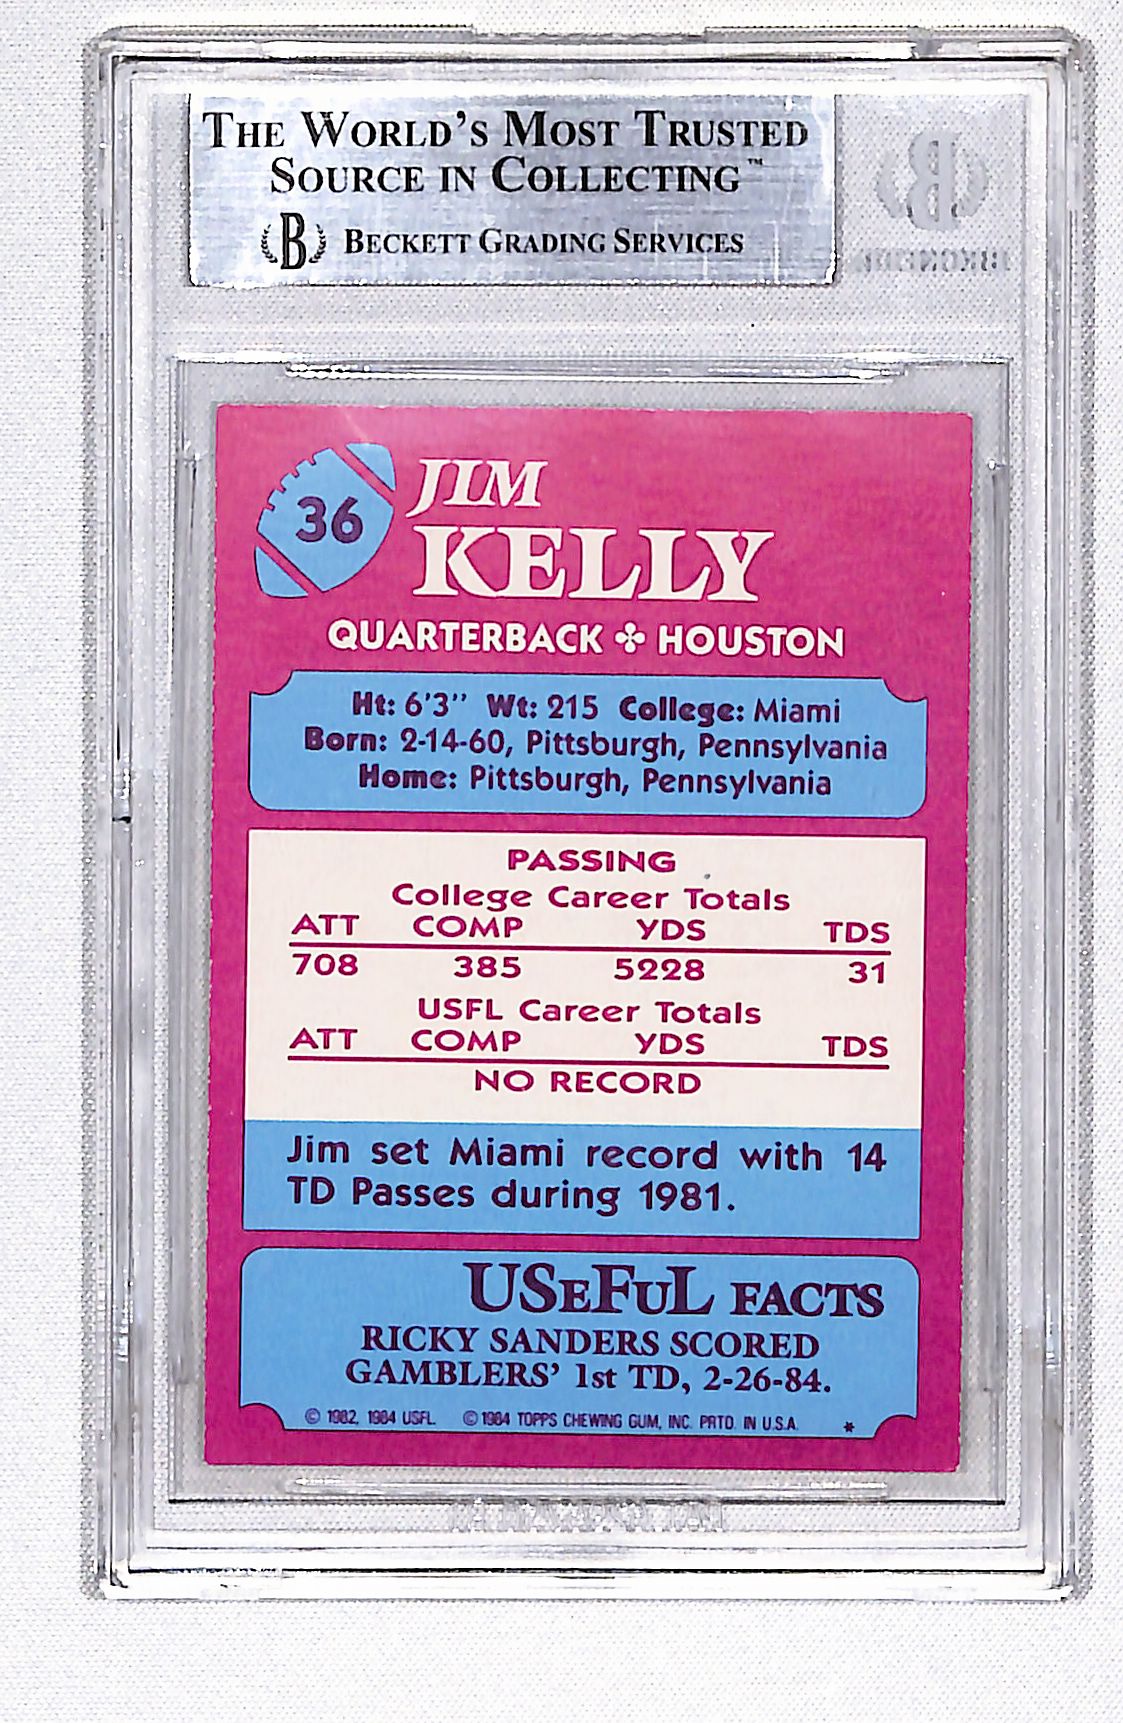 THE WORLD'S MOST TRUSTED
SOURCE IN COLLECTING™
B BECKETT GRADING SERVICES
36
JIM
KELLY
QUARTERBACK ✤ HOUSTON
Ht: 6'3" Wt: 215 College: Miami
Born: 2-14-60, Pittsburgh, Pennsylvania
Home: Pittsburgh, Pennsylvania
PASSING
College Career Totals
ATT COMP YDS TDS
708 385 5228 31
USFL Career Totals
ATT COMP YDS TDS
NO RECORD
Jim set Miami record with 14
TD Passes during 1981.
USEFUL FACTS
RICKY SANDERS SCORED
GAMBLERS' 1st TD, 2-26-84.
© 1982, 1984 USFL © 1984 TOPPS CHEWING GUM, INC. PRTD. IN U.S.A. *